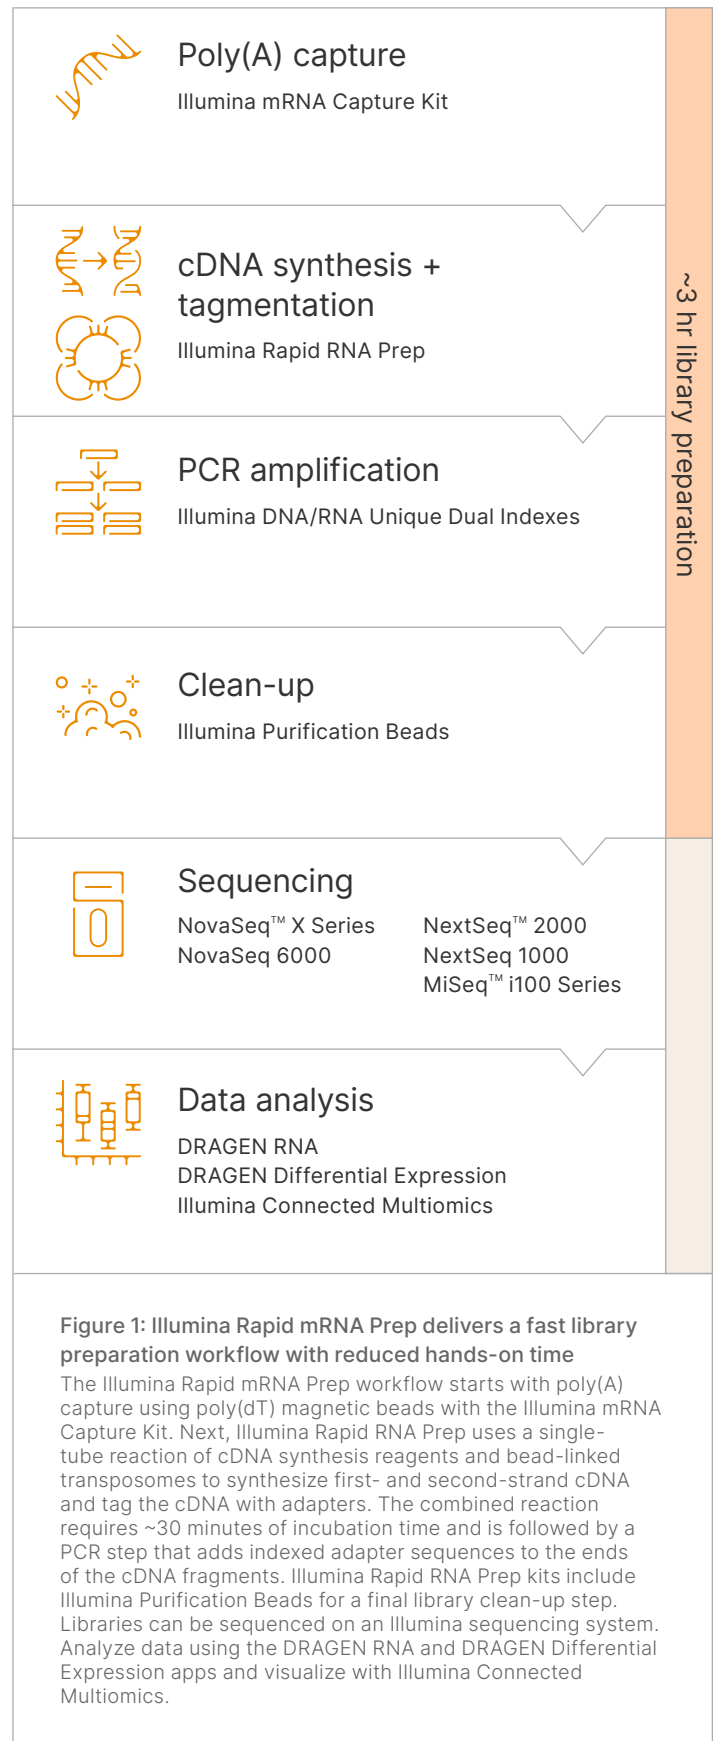 Poly(A) capture
Illumina mRNA Capture Kit
cDNA synthesis +
tagmentation
Illumina Rapid RNA Prep
PCR amplification
Illumina DNA/RNA Unique Dual Indexes
Clean-up
Illumina Purification Beads
~3 hr library preparation
Sequencing
NovaSeq™ X Series
NovaSeq 6000
NextSeq™ 2000
NextSeq 1000
MiSeq™ i100 Series
Data analysis
DRAGEN RNA
DRAGEN Differential Expression
Illumina Connected Multiomics
Figure 1: Illumina Rapid mRNA Prep delivers a fast library
preparation workflow with reduced hands-on time
The Illumina Rapid mRNA Prep workflow starts with poly(A)
capture using poly(dT) magnetic beads with the Illumina mRNA
Capture Kit. Next, Illumina Rapid RNA Prep uses a single-
tube reaction of cDNA synthesis reagents and bead-linked
transposomes to synthesize first- and second-strand cDNA
and tag the cDNA with adapters. The combined reaction
requires ~30 minutes of incubation time and is followed by a
PCR step that adds indexed adapter sequences to the ends
of the cDNA fragments. Illumina Rapid RNA Prep kits include
Illumina Purification Beads for a final library clean-up step.
Libraries can be sequenced on an Illumina sequencing system.
Analyze data using the DRAGEN RNA and DRAGEN Differential
Expression apps and visualize with Illumina Connected
Multiomics.